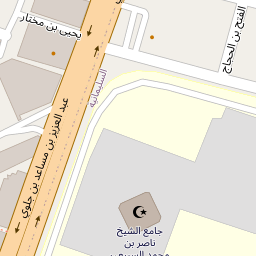 يحيى بن مختار
الفتح بن الحجاج
السليمانية
عبد العزيز بن مساعد بن جلوي
جامع الشيخ
ناصر بن
محمد السبيعي